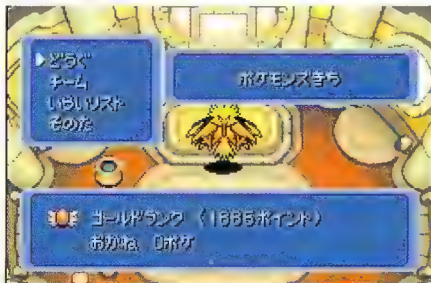 どうぐ
チーム
いらいリスト
そのた
ポケモンズきち
ゴールドランク (1885ポイント)
おかね 0ポケ